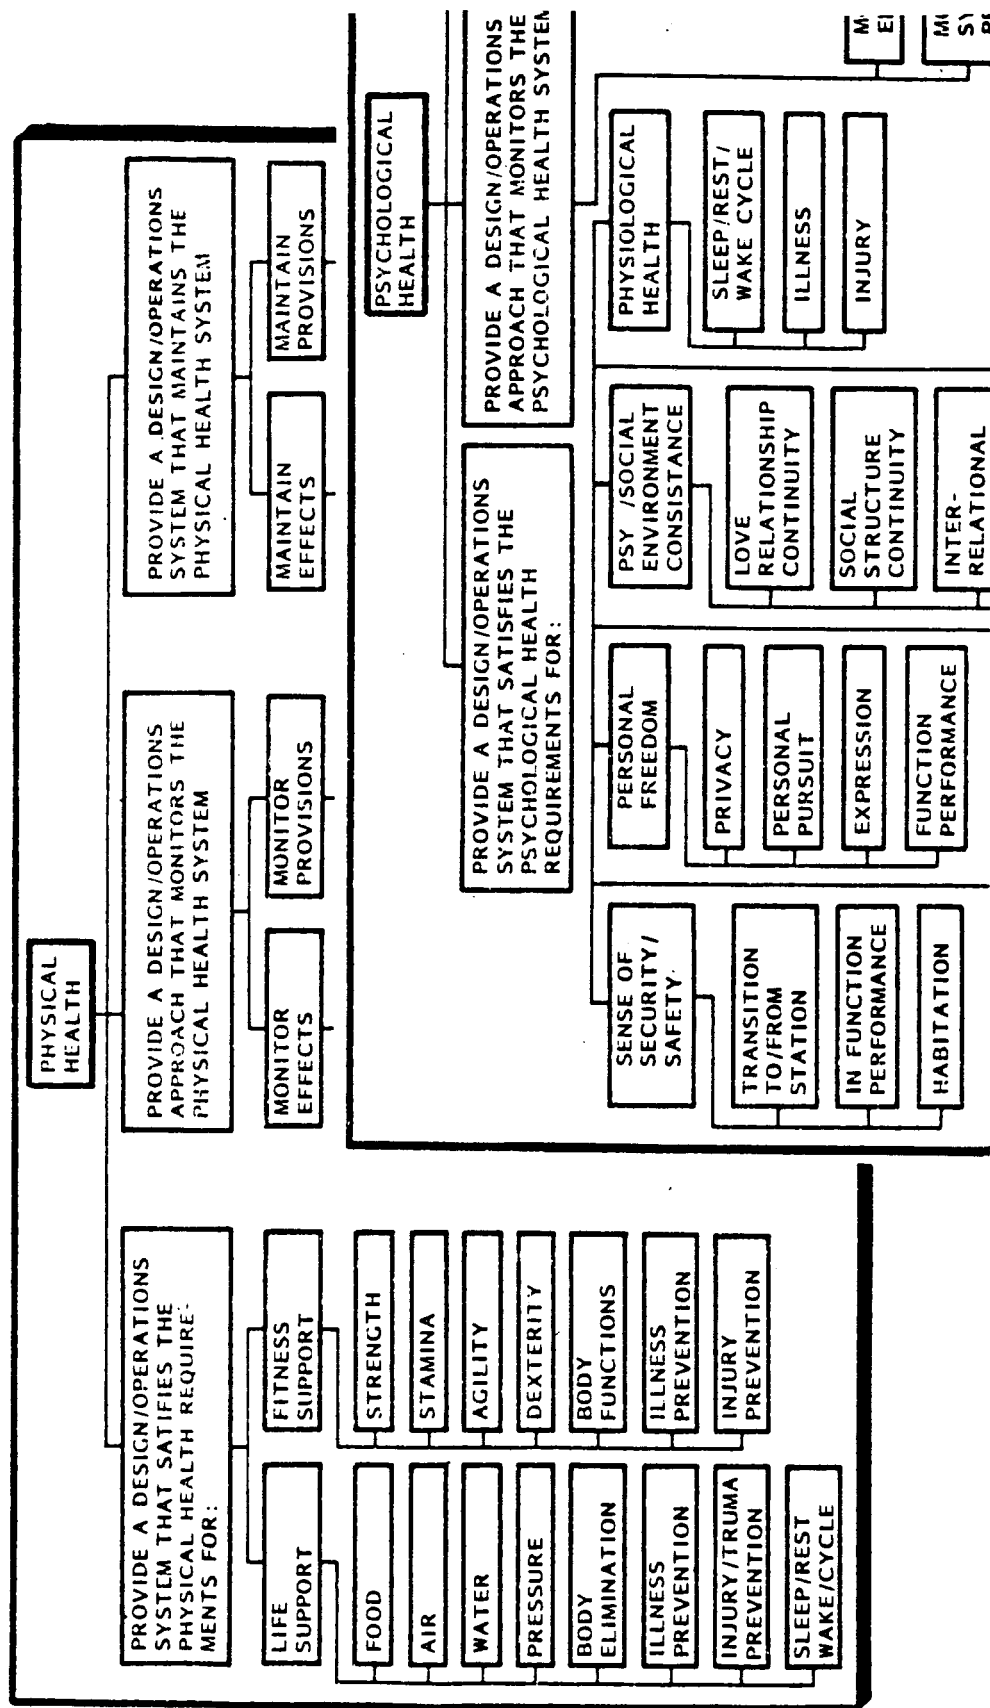 PHYSICAL
HEALTH
PROVIDE A DESIGN/OPERATIONS
SYSTEM THAT SATIFIES THE
PHYSICAL HEALTH REQUIRE-
MENTS FOR:
LIFE
SUPPORT
FOOD
AIR
WATER
PRESSURE
BODY
ELIMINATION
ILLNESS
PREVENTION
INJURY/TRUMA
PREVENTION
SLEEP/REST
WAKE/CYCLE
FITNESS
SUPPORT
STRENGTH
STAMINA
AGILITY
DEXTERITY
BODY
FUNCTIONS
ILLNESS
PREVENTION
INJURY
PREVENTION
PROVIDE A DESIGN/OPERATIONS
APPROACH THAT MONITORS THE
PHYSICAL HEALTH SYSTEM
MONITOR
EFFECTS
MONITOR
PROVISIONS
PROVIDE A DESIGN/OPERATIONS
SYSTEM THAT MAINTAINS THE
PHYSICAL HEALTH SYSTEM
MAINTAIN
EFFECTS
MAINTAIN
PROVISIONS
PSYCHOLOGICAL
HEALTH
PROVIDE A DESIGN/OPERATIONS
SYSTEM THAT SATISFIES THE
PSYCHOLOGICAL HEALTH
REQUIREMENTS FOR:
SENSE OF
SECURITY/
SAFETY
TRANSITION
TO/FROM
STATION
IN FUNCTION
PERFORMANCE
HABITATION
PERSONAL
FREEDOM
PRIVACY
PERSONAL
PURSUIT
EXPRESSION
FUNCTION
PERFORMANCE
PSY /SOCIAL
ENVIRONMENT
CONSISTANCE
LOVE
RELATIONSHIP
CONTINUITY
SOCIAL
STRUCTURE
CONTINUITY
INTER-
RELATIONAL
PHYSIOLOGICAL
HEALTH
SLEEP/REST/
WAKE CYCLE
ILLNESS
INJURY
PROVIDE A DESIGN/OPERATIONS
APPROACH THAT MONITORS THE
PSYCHOLOGICAL HEALTH SYSTEM